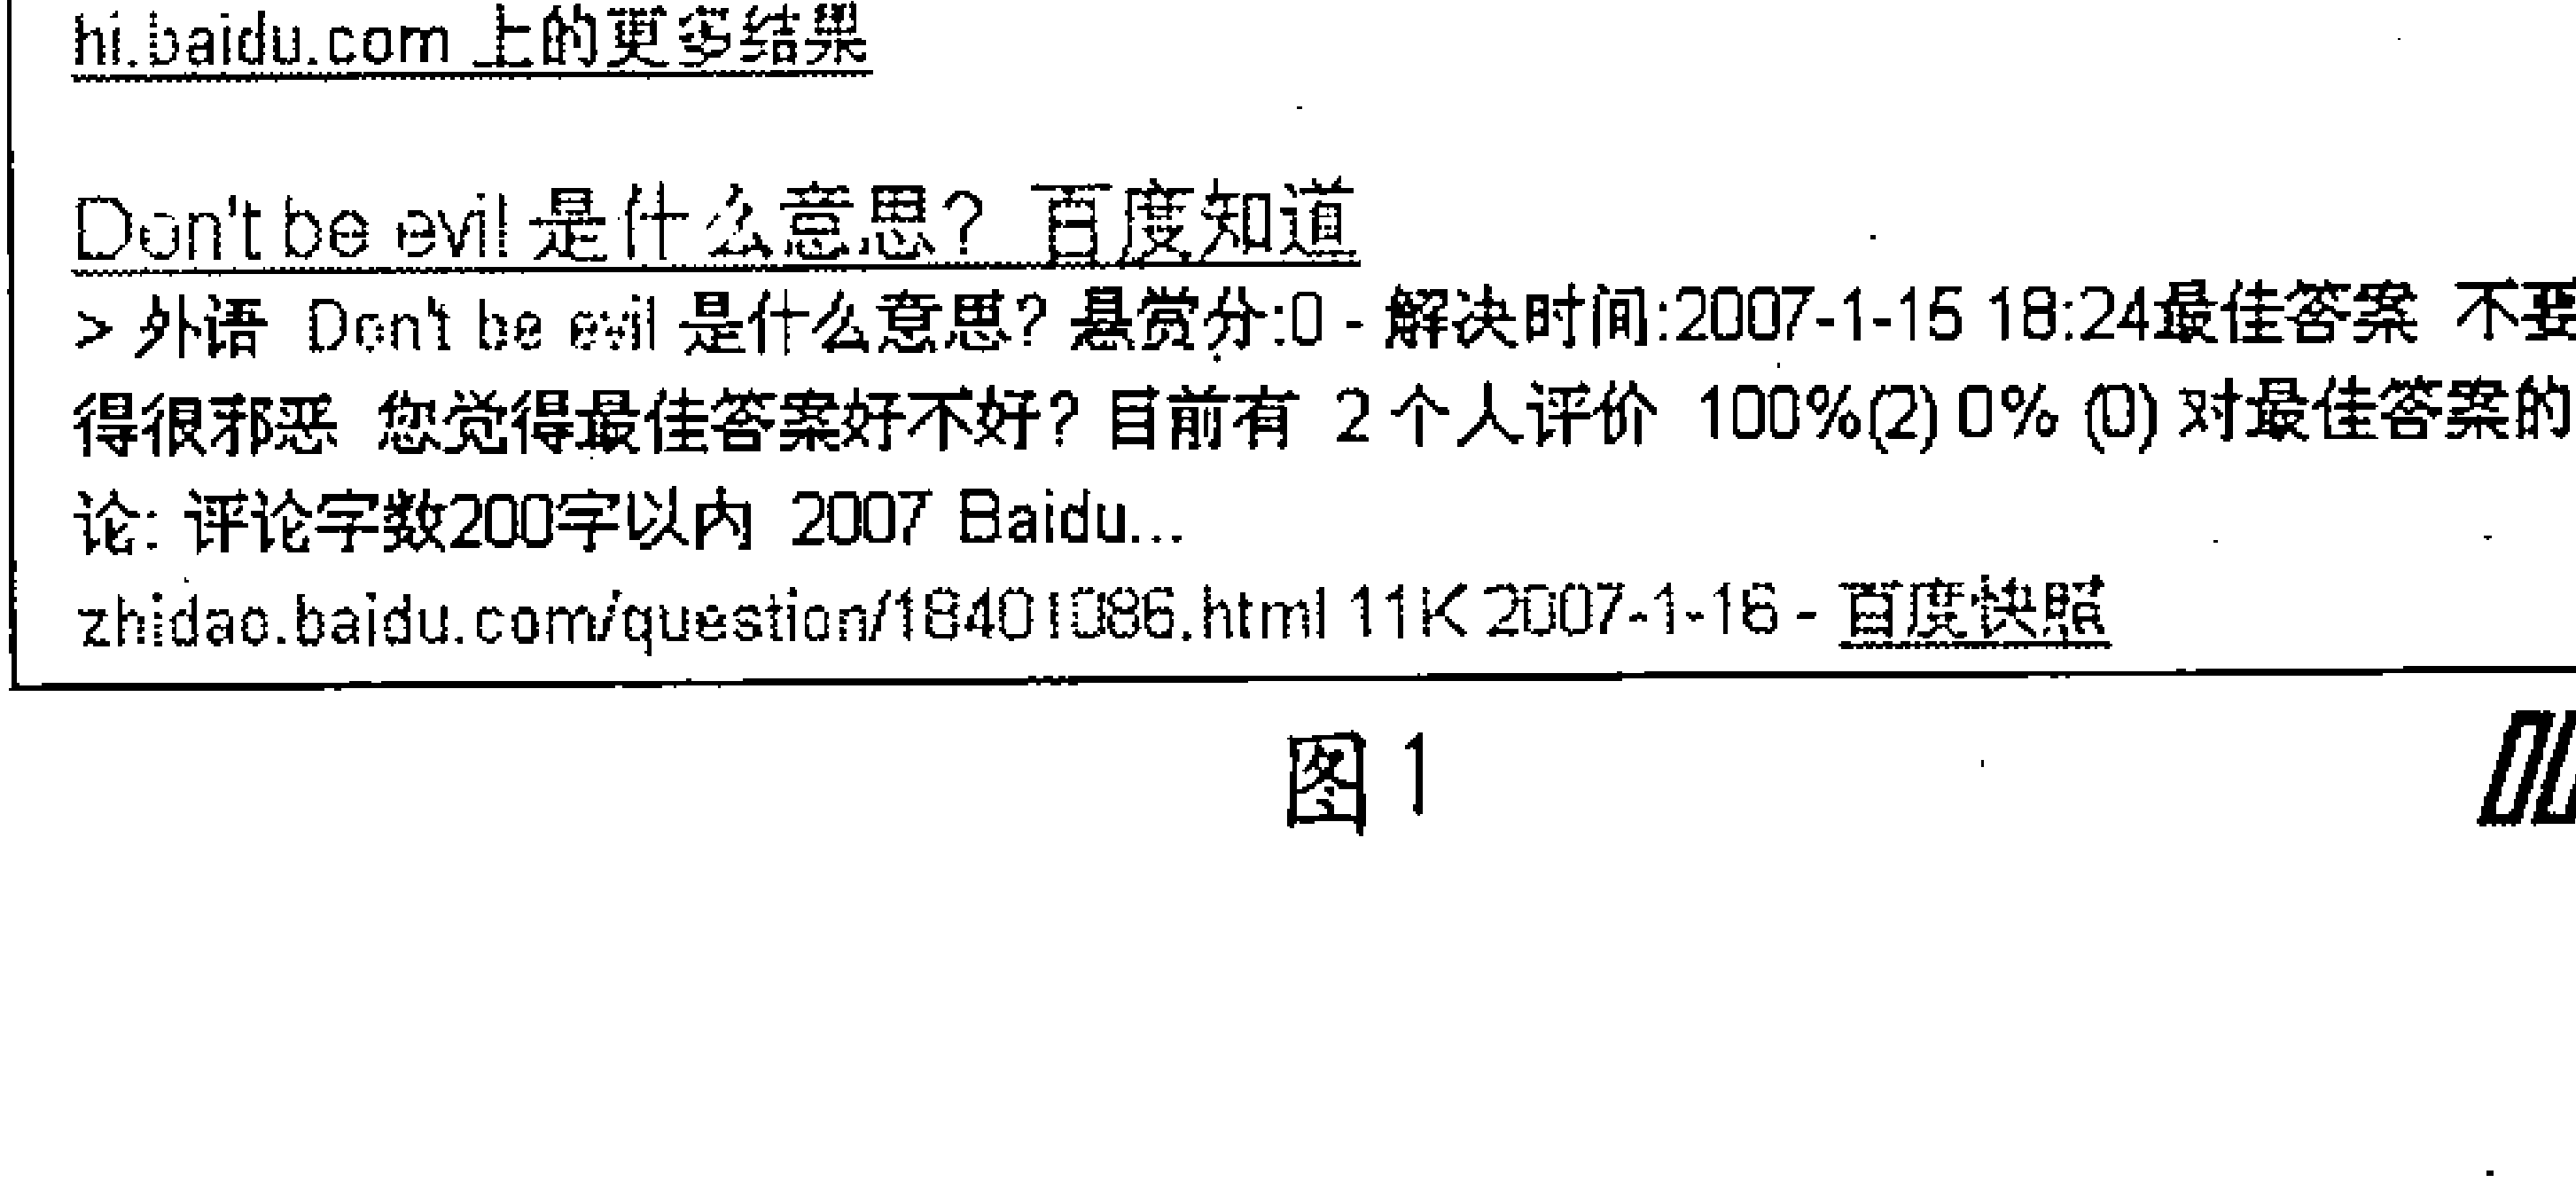 hi.baidu.com 上的更多结果
Don't be evil 是什么意思? 百度知道
> 外语 Don't be evil 是什么意思? 悬赏分:0 - 解决时间:2007-1-15 18:24最佳答案 不要
得很邪恶 您觉得最佳答案好不好? 目前有 2 个人评价 100%(2) 0% (0) 对最佳答案的
论: 评论字数200字以内 2007 Baidu...
zhidao.baidu.com/question/18401086.html 11K 2007-1-16 - 百度快照
图 1